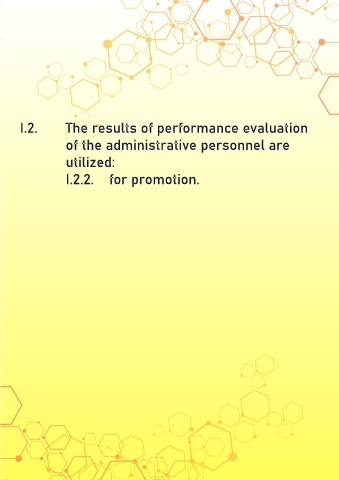 I.2. The results of performance evaluation
of the administrative personnel are
utilized:
I.2.2. for promotion.